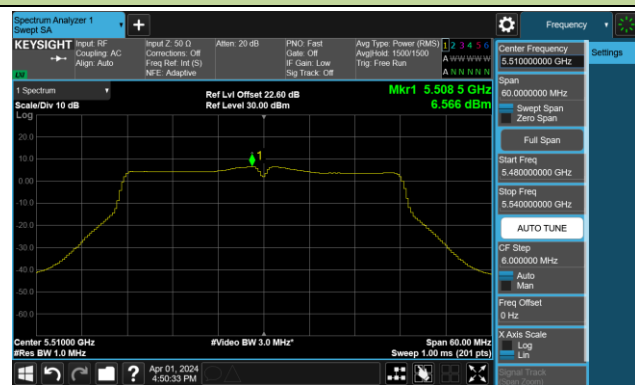 Spectrum Analyzer 1
Swept SA
Frequency
KEYSIGHT
Input: RF
Coupling: AC
Align: Auto
Input Z: 50 Ω
Corrections: Off
Freq Ref: Int (S)
NFE: Adaptive
Atten: 20 dB
PNO: Fast
Gate: Off
IF Gain: Low
Sig Track: Off
Avg Type: Power (RMS)
Avg|Hold: 1500/1500
Trig: Free Run
1 2 3 4 5 6
A W W W W W
A N N N N N
1 Spectrum
Scale/Div 10 dB
Log
Ref Lvl Offset 22.60 dB
Ref Level 30.00 dBm
Mkr1 5.508 5 GHz
6.566 dBm
20.0
10.0
0.00
-10.0
-20.0
-30.0
-40.0
-50.0
-60.0
1
Center 5.51000 GHz
#Res BW 1.0 MHz
#Video BW 3.0 MHz*
Span 60.00 MHz
Sweep 1.00 ms (201 pts)
Apr 01, 2024
4:50:33 PM
Center Frequency
5.510000000 GHz
Settings
Span
60.0000000 MHz
Swept Span
Zero Span
Full Span
Start Freq
5.480000000 GHz
Stop Freq
5.540000000 GHz
AUTO TUNE
CF Step
6.000000 MHz
Auto
Man
Freq Offset
0 Hz
X Axis Scale
Log
Lin
Signal Track
(Span Zoom)